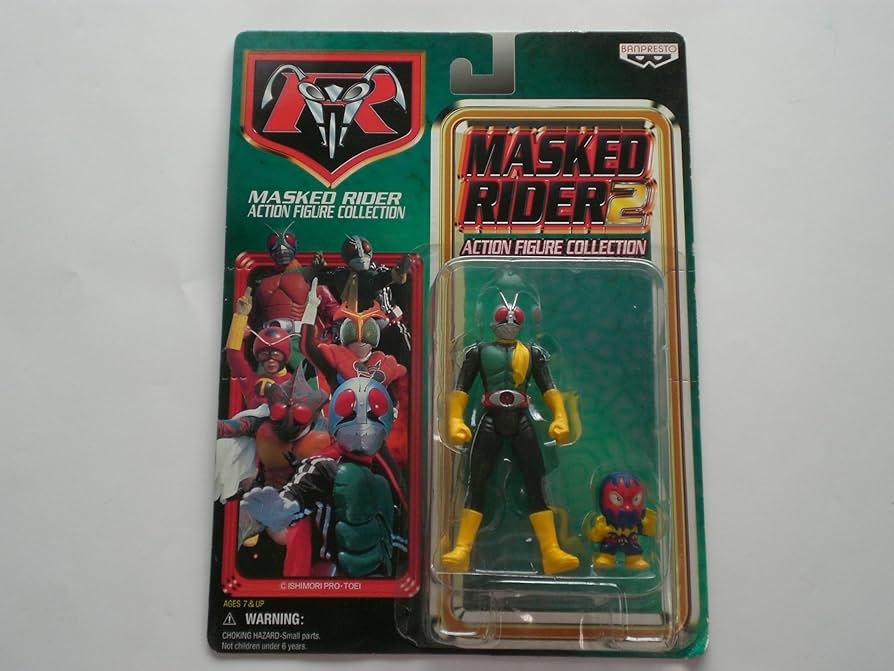 BANPRESTO
MASKED RIDER
ACTION FIGURE COLLECTION
MASKED
RIDER2
ACTION FIGURE COLLECTION
T
© ISHIMORI PRO・TOEI
AGES 7 & UP
WARNING:
CHOKING HAZARD-Small parts.
Not children under 6 years.